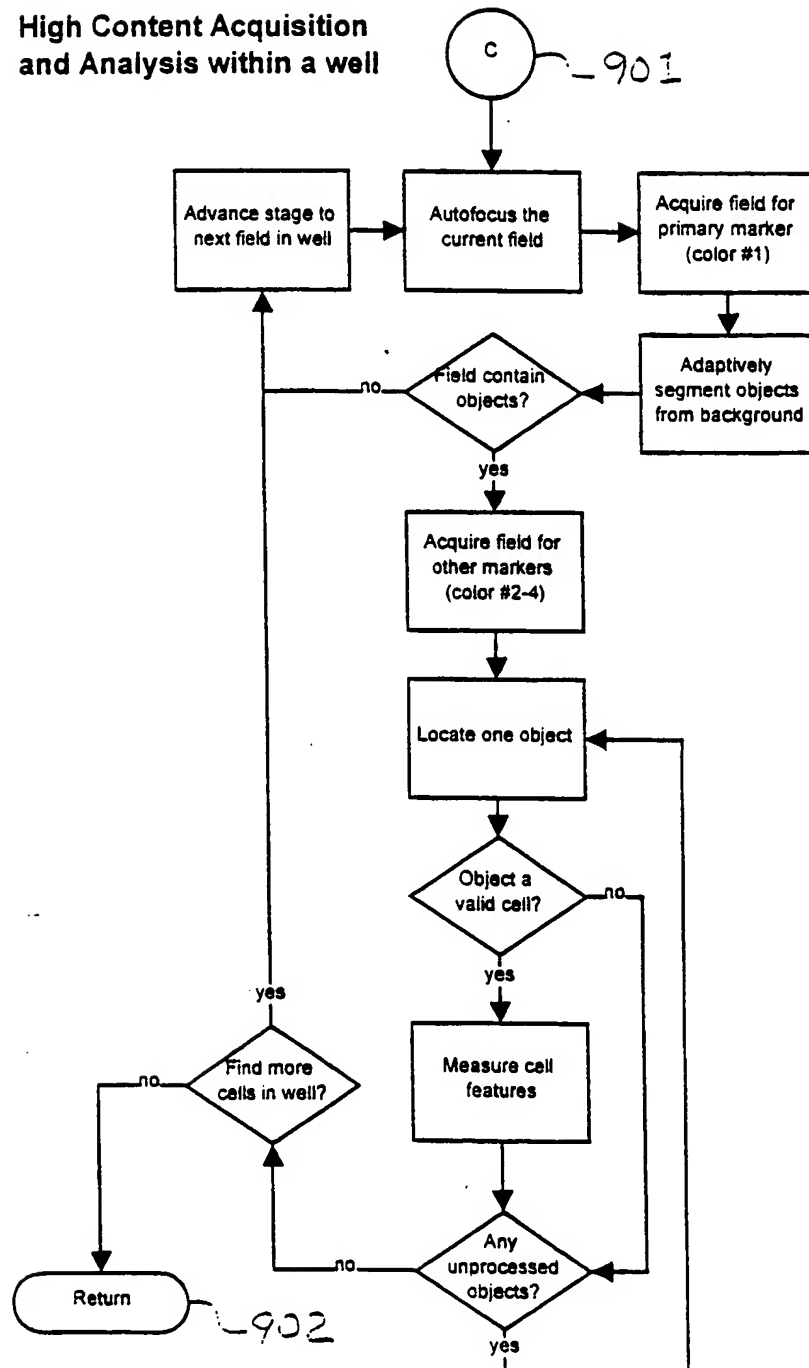 High Content Acquisition
and Analysis within a well
C
901
Advance stage to
next field in well
Autofocus the
current field
Acquire field for
primary marker
(color #1)
Adaptively
segment objects
from background
Field contain
objects?
no
yes
Acquire field for
other markers
(color #2-4)
Locate one object
Object a
valid cell?
no
yes
Measure cell
features
yes
Find more
cells in well?
no
Any
unprocessed
objects?
no
yes
Return
902